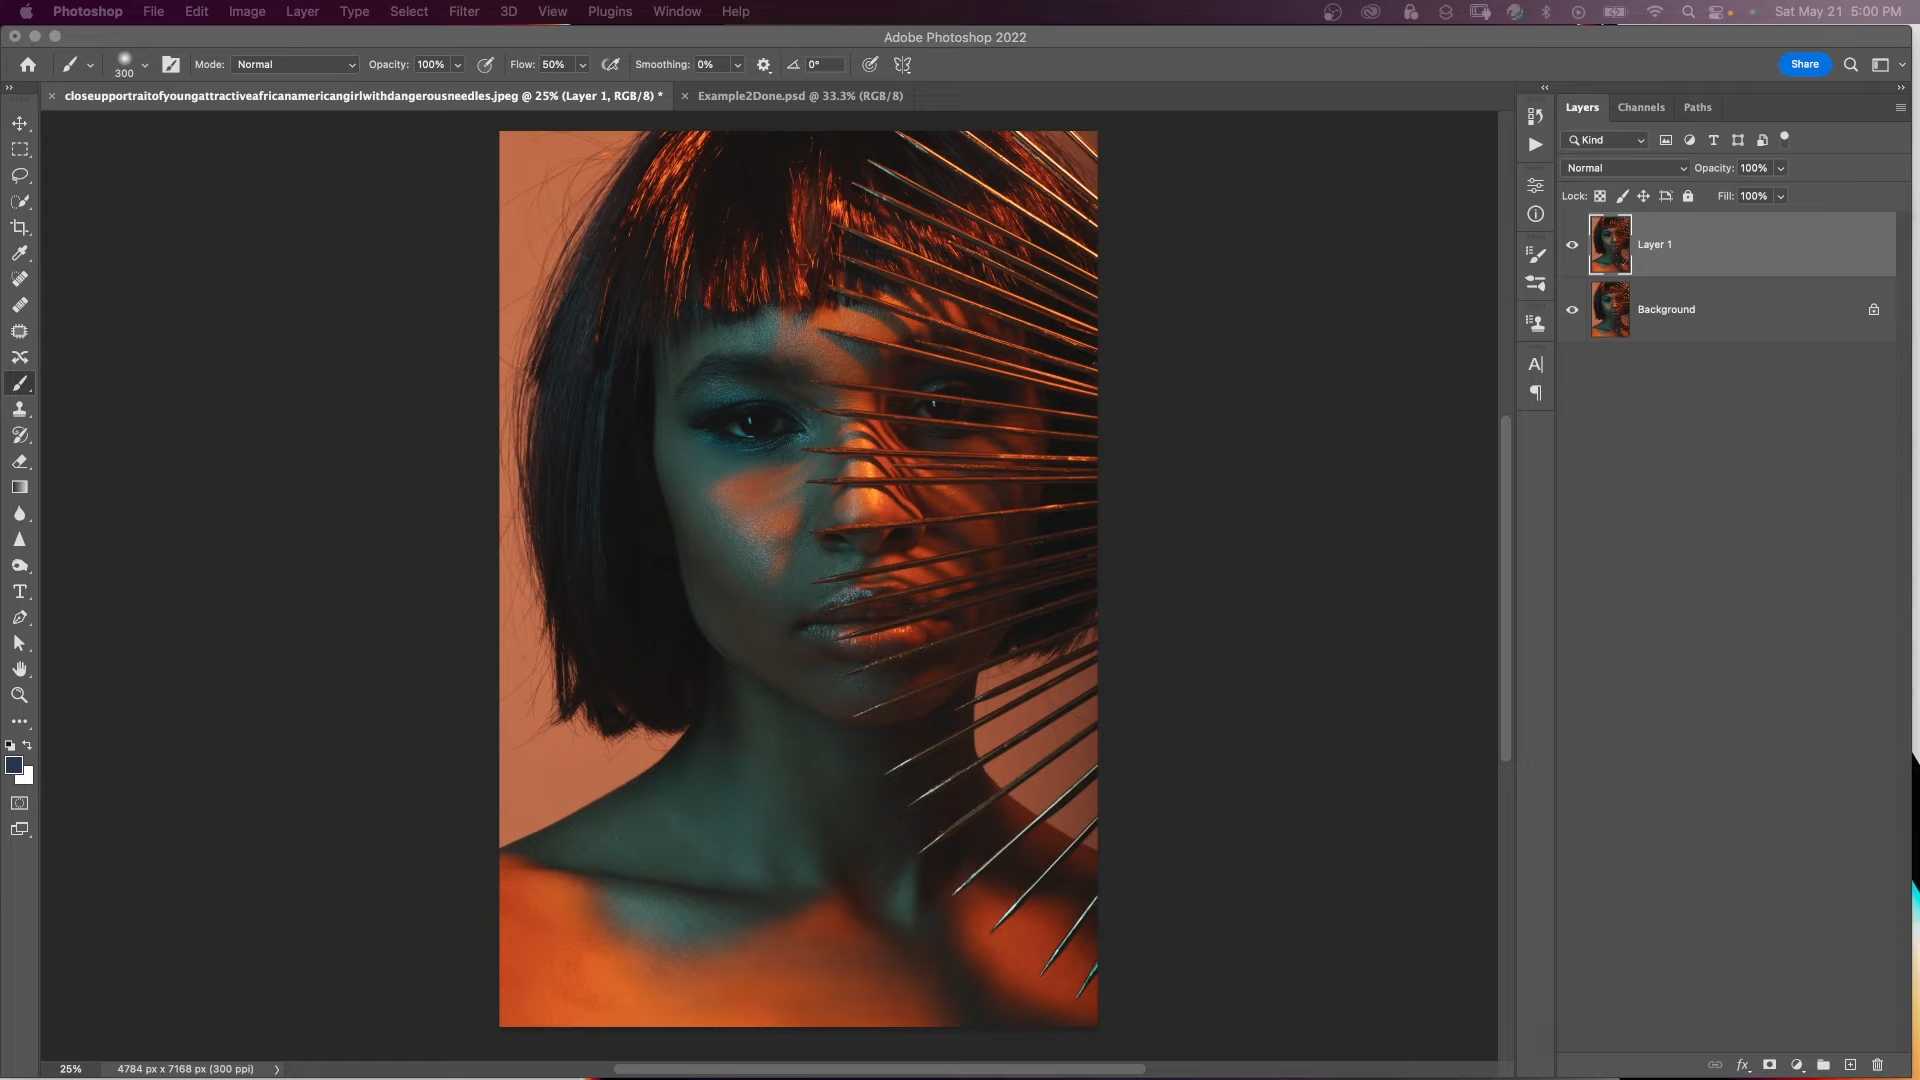 Photoshop File Edit Image Layer Type Select Filter 3D View Plugins Window Help Sat May 21 5:00 PM
Adobe Photoshop 2022
300 Mode: Normal Opacity: 100% Flow: 50% Smoothing: 0% 0° Share
closeupportraitofyoungattractiveafricanamericangirlwithdangerousneedles.jpeg @ 25% (Layer 1, RGB/8) * Example2Done.psd @ 33.3% (RGB/8)
Layers Channels Paths
Kind
Normal Opacity: 100%
Lock: Fill: 100%
Layer 1
Background
25% 4784 px x 7168 px (300 ppi)
fx